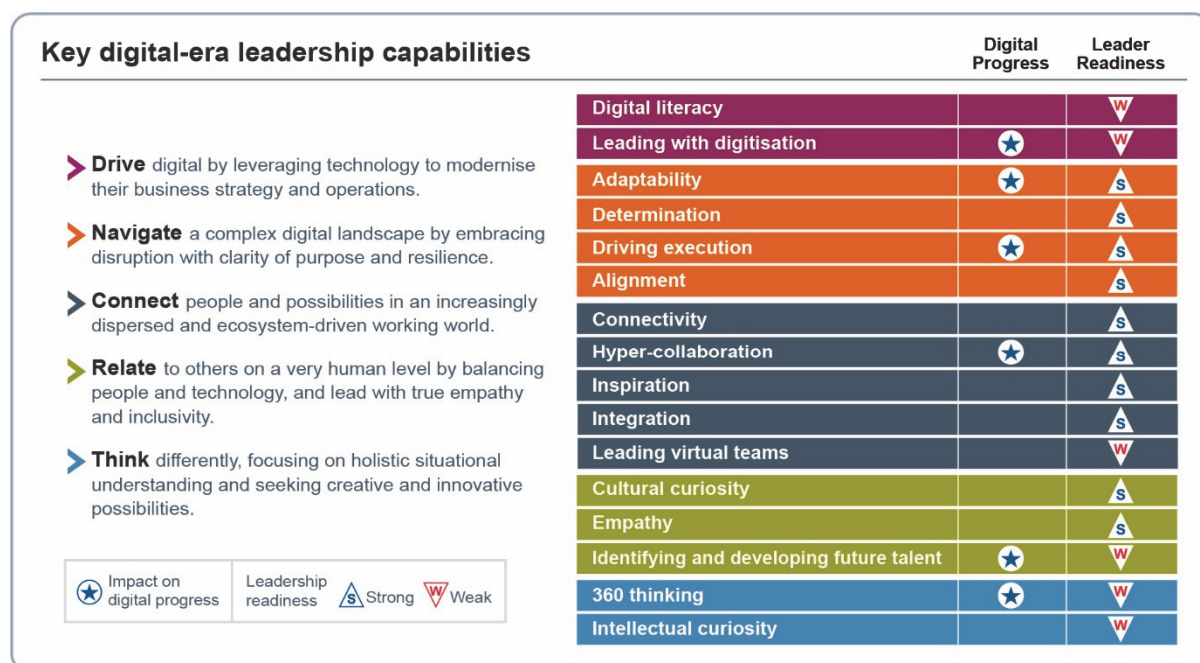 Key digital-era leadership capabilities
Digital
Progress
Leader
Readiness
Drive digital by leveraging technology to modernise
their business strategy and operations.
Navigate a complex digital landscape by embracing
disruption with clarity of purpose and resilience.
Connect people and possibilities in an increasingly
dispersed and ecosystem-driven working world.
Relate to others on a very human level by balancing
people and technology, and lead with true empathy
and inclusivity.
Think differently, focusing on holistic situational
understanding and seeking creative and innovative
possibilities.
Impact on
digital progress
Leadership
readiness
S Strong
W Weak
Digital literacy W
Leading with digitisation W
Adaptability S
Determination S
Driving execution S
Alignment S
Connectivity S
Hyper-collaboration S
Inspiration S
Integration S
Leading virtual teams W
Cultural curiosity S
Empathy S
Identifying and developing future talent W
360 thinking W
Intellectual curiosity W